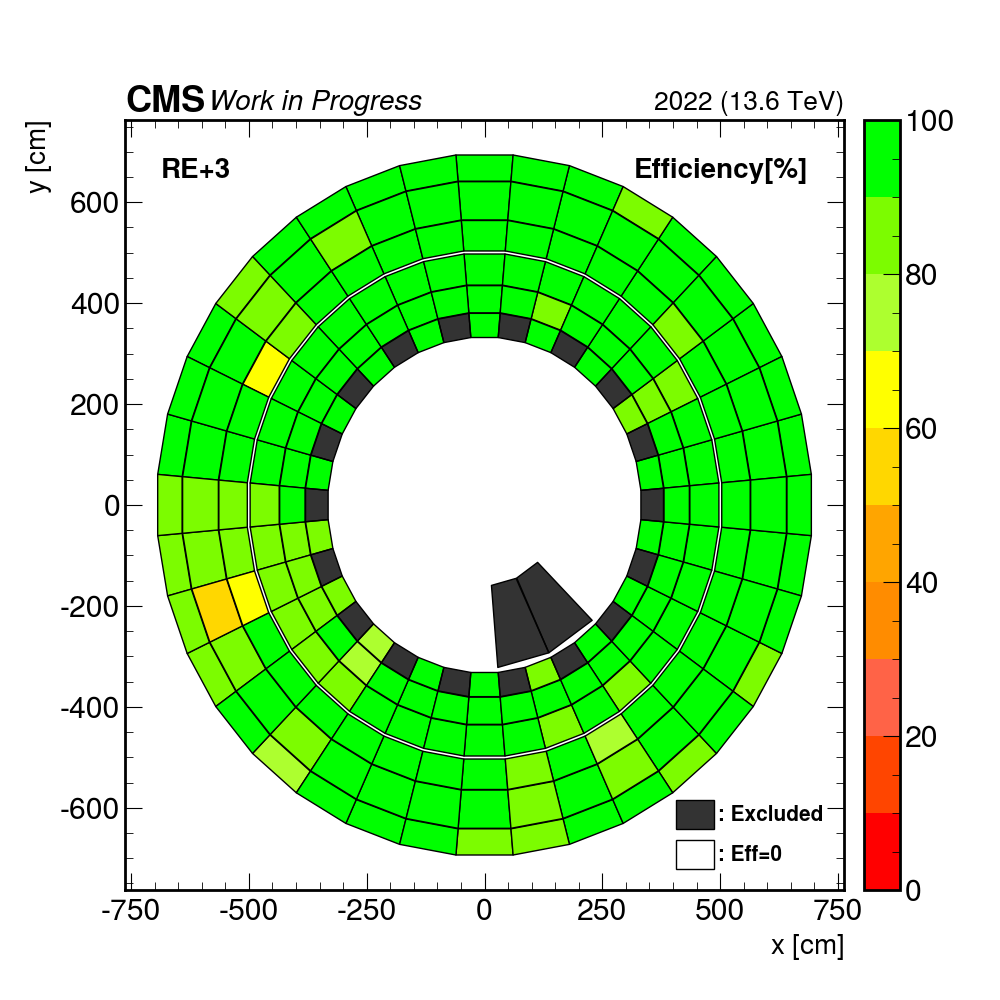 CMS Work in Progress 2022 (13.6 TeV)
y [cm]
RE+3 Efficiency[%]
100
80
60
40
20
0
600
400
200
0
-200
-400
-600
: Excluded
: Eff=0
-750 -500 -250 0 250 500 750
x [cm]